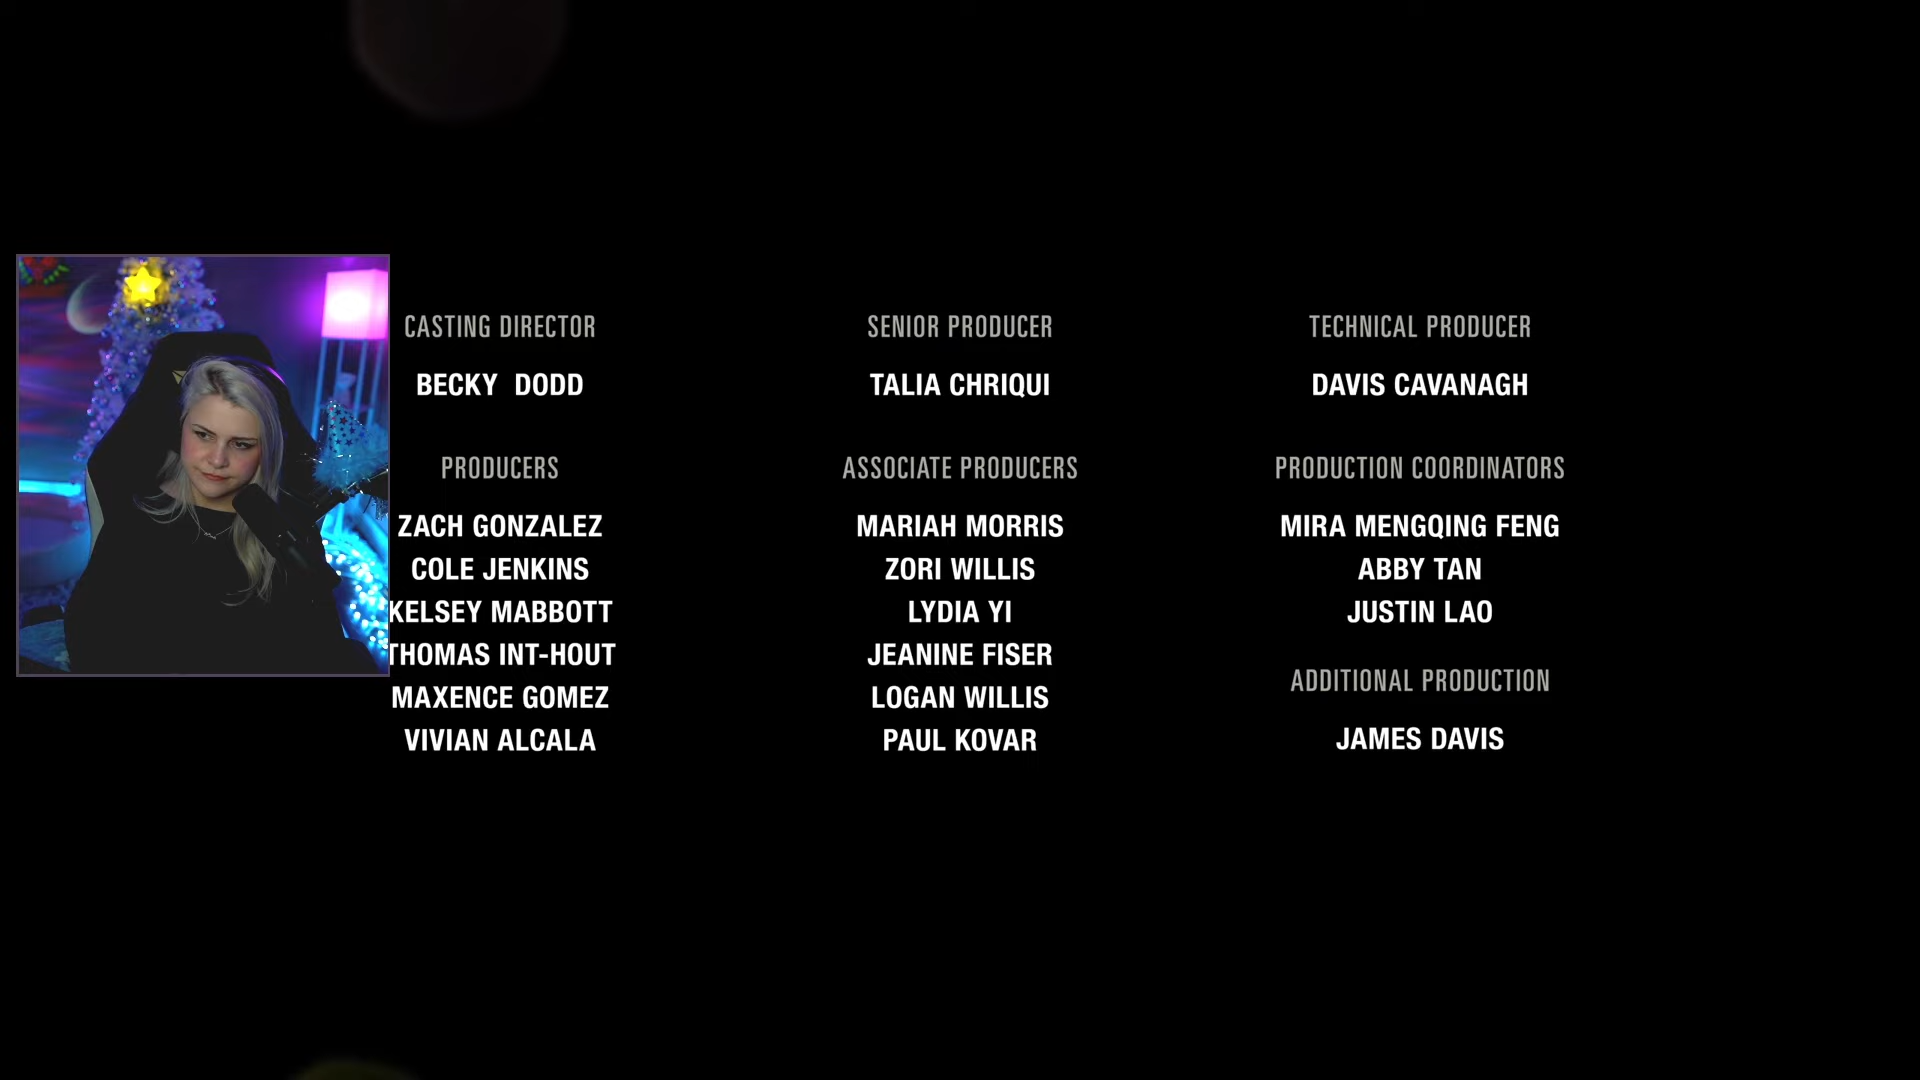 CASTING DIRECTOR
BECKY DODD
PRODUCERS
ZACH GONZALEZ
COLE JENKINS
KELSEY MABBOTT
THOMAS INT-HOUT
MAXENCE GOMEZ
VIVIAN ALCALA
SENIOR PRODUCER
TALIA CHRIQUI
ASSOCIATE PRODUCERS
MARIAH MORRIS
ZORI WILLIS
LYDIA YI
JEANINE FISER
LOGAN WILLIS
PAUL KOVAR
TECHNICAL PRODUCER
DAVIS CAVANAGH
PRODUCTION COORDINATORS
MIRA MENGQING FENG
ABBY TAN
JUSTIN LAO
ADDITIONAL PRODUCTION
JAMES DAVIS